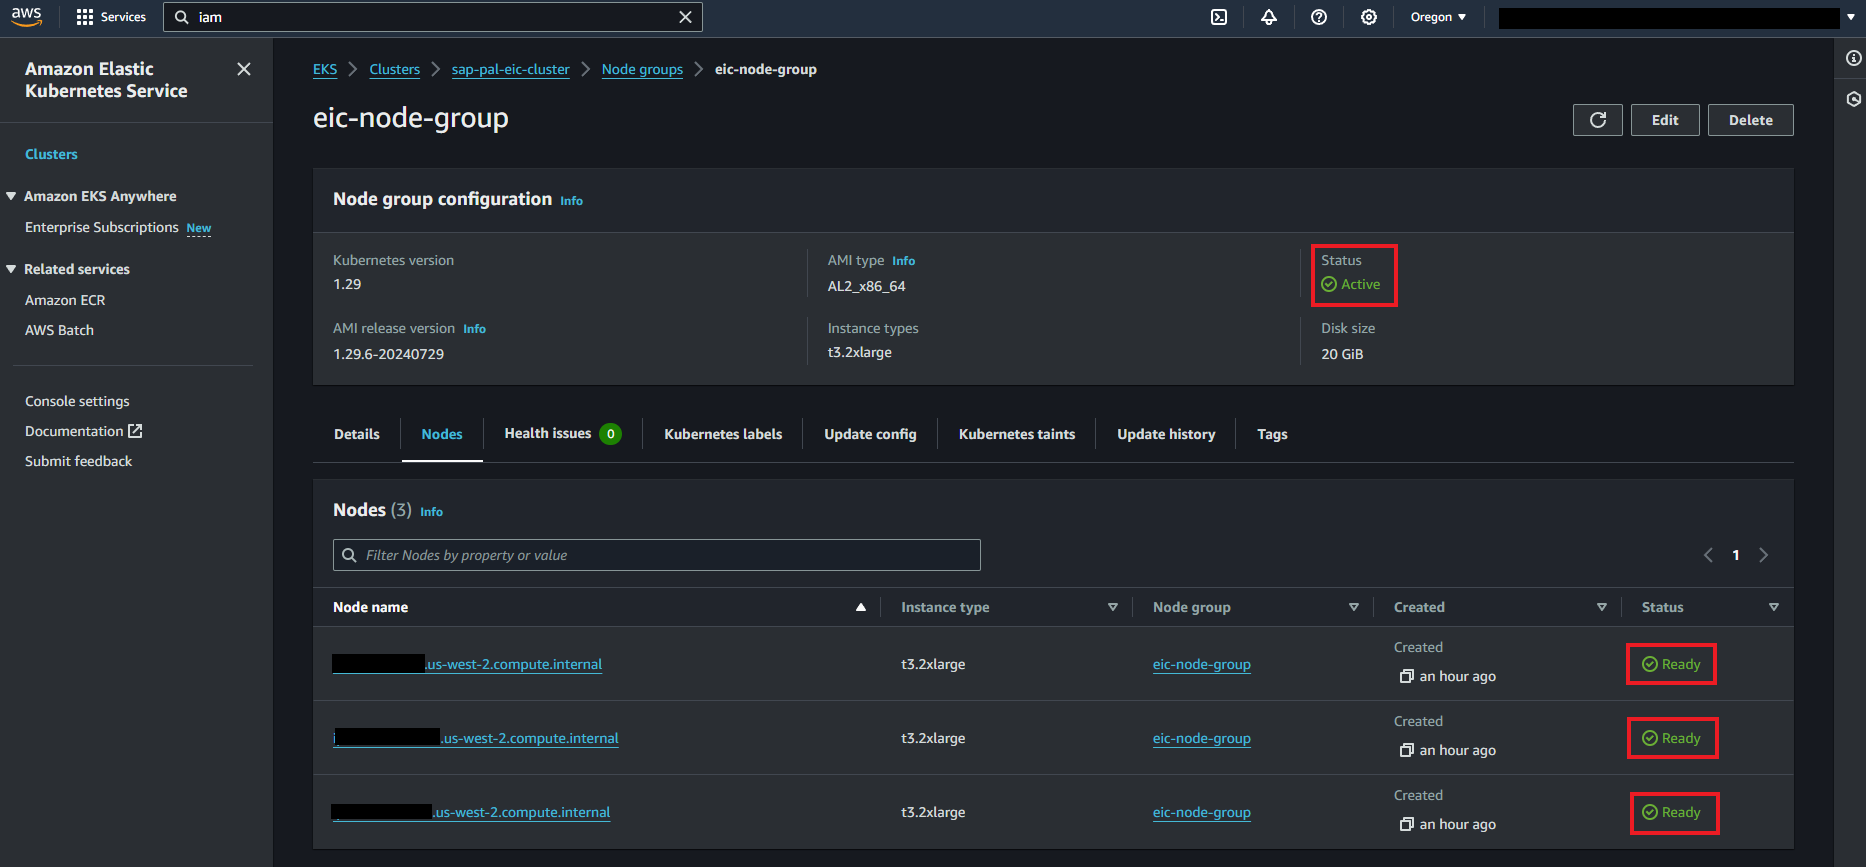 aws Services iam Oregon
Amazon Elastic
Kubernetes Service
Clusters
Amazon EKS Anywhere
Enterprise Subscriptions New
Related services
Amazon ECR
AWS Batch
Console settings
Documentation
Submit feedback
EKS Clusters sap-pal-eic-cluster Node groups eic-node-group
eic-node-group
Edit Delete
Node group configuration Info
Kubernetes version
1.29
AMI type Info
AL2_x86_64
Status
Active
AMI release version Info
1.29.6-20240729
Instance types
t3.2xlarge
Disk size
20 GiB
Details Nodes Health issues 0 Kubernetes labels Update config Kubernetes taints Update history Tags
Nodes (3) Info
Filter Nodes by property or value
1
Node name Instance type Node group Created Status
.us-west-2.compute.internal t3.2xlarge eic-node-group Created
an hour ago Ready
.us-west-2.compute.internal t3.2xlarge eic-node-group Created
an hour ago Ready
.us-west-2.compute.internal t3.2xlarge eic-node-group Created
an hour ago Ready